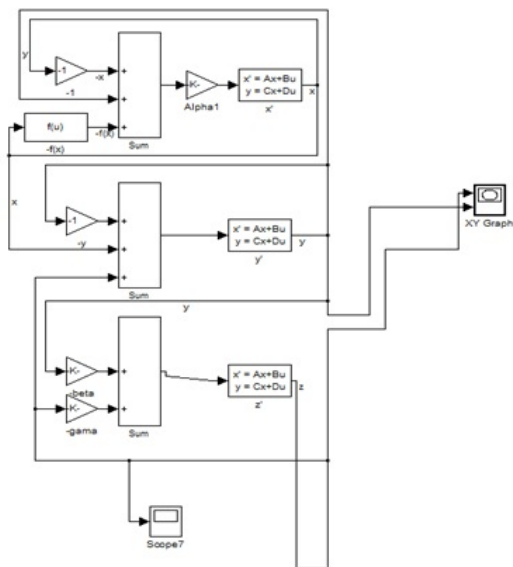 y
-1
-x
+
-1
+
f(u)
-f(x)
+
-f(x)
Sum
-K-
Alpha1
x' = Ax+Bu
y = Cx+Du
x'
x
x
-1
+
-y
+
+
Sum
x' = Ax+Bu
y = Cx+Du
y'
y
XY Graph
y
-K-
+
-beta
-K-
+
-gama
Sum
x' = Ax+Bu
y = Cx+Du
z'
z
Scope7